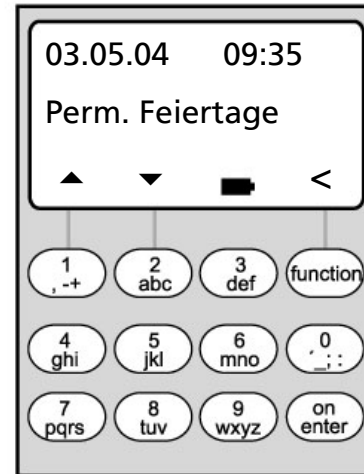 03.05.04 09:35
Perm. Feiertage
<
1 2 3 function
, -+ abc def
4 5 6 0
ghi jkl mno ´_; :
7 8 9 on
pqrs tuv wxyz enter